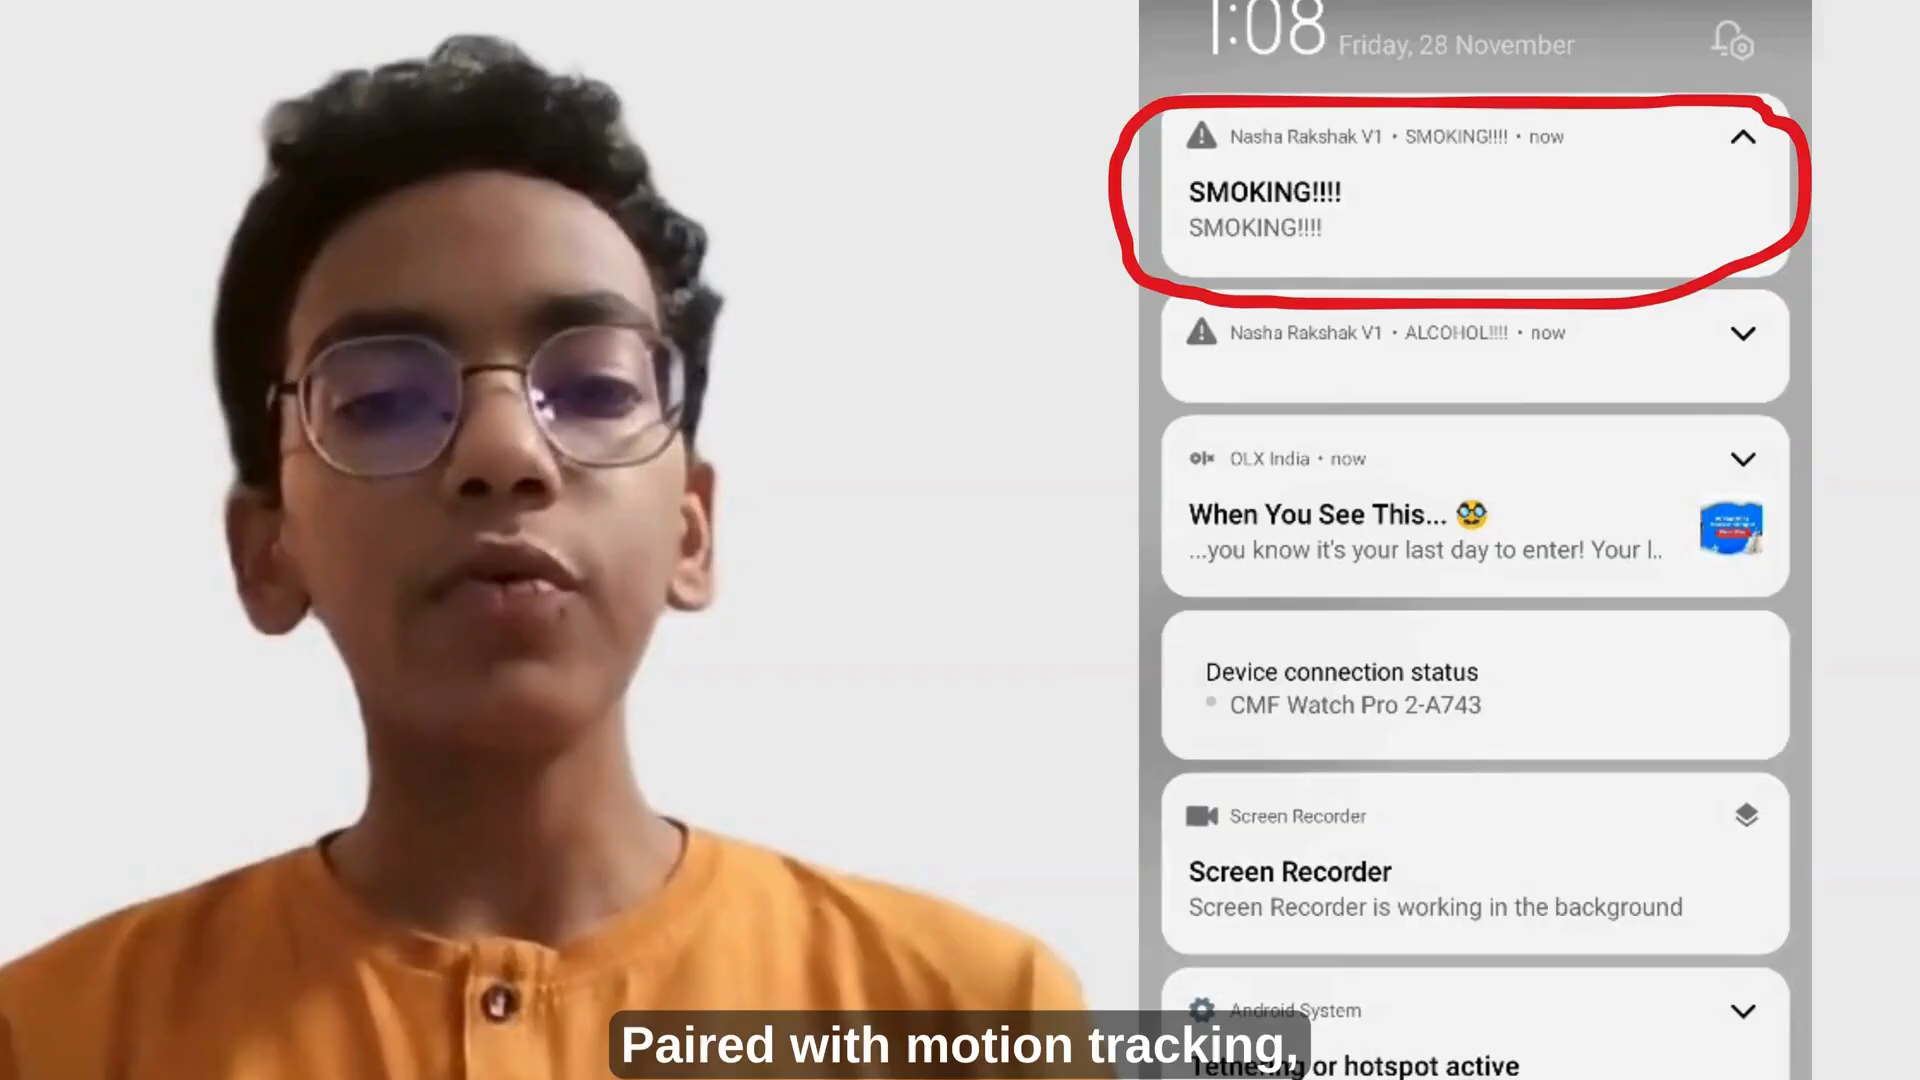 1:08 Friday, 28 November
Nasha Rakshak V1 • SMOKING!!!! • now
SMOKING!!!!
SMOKING!!!!
Nasha Rakshak V1 • ALCOHOL!!!! • now
OLX India • now
When You See This... 🥸
...you know it's your last day to enter! Your l..
Device connection status
CMF Watch Pro 2-A743
Screen Recorder
Screen Recorder
Screen Recorder is working in the background
Android System
Tethering or hotspot active
Paired with motion tracking,